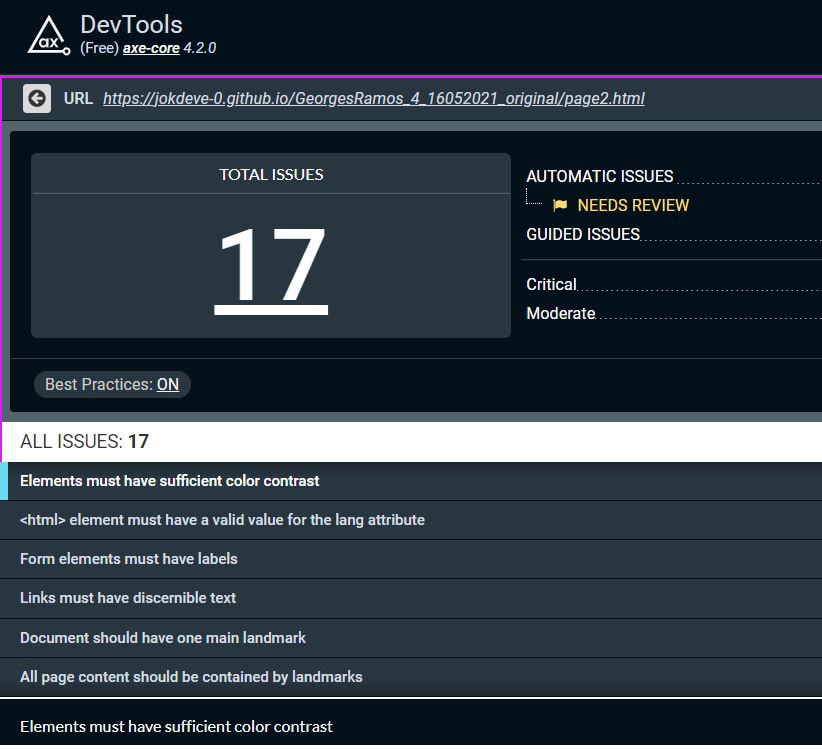 DevTools
ax
(Free) axe-core 4.2.0
URL https://jokdeve-0.github.io/GeorgesRamos_4_16052021_original/page2.html
TOTAL ISSUES
17
AUTOMATIC ISSUES
NEEDS REVIEW
GUIDED ISSUES
Critical
Moderate
Best Practices: ON
ALL ISSUES: 17
Elements must have sufficient color contrast
<html> element must have a valid value for the lang attribute
Form elements must have labels
Links must have discernible text
Document should have one main landmark
All page content should be contained by landmarks
Elements must have sufficient color contrast